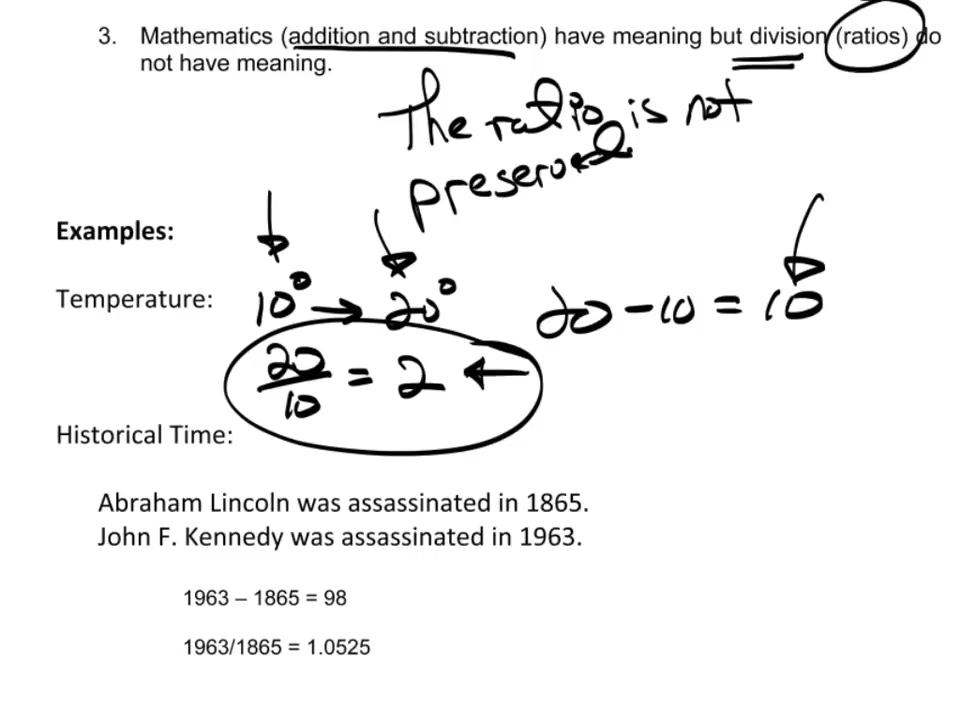 3. Mathematics (addition and subtraction) have meaning but division (ratios) do
not have meaning.
The ratio is not
preserved.
Examples:
Temperature: 10° → 20° 20 - 10 = 10
20/10 = 2 ←
Historical Time:
Abraham Lincoln was assassinated in 1865.
John F. Kennedy was assassinated in 1963.
1963 – 1865 = 98
1963/1865 = 1.0525